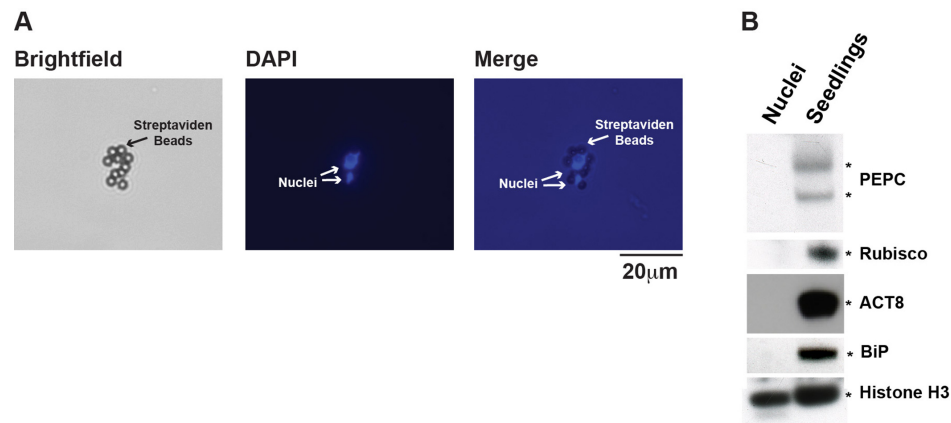 A
Brightfield
DAPI
Merge
Streptaviden
Beads
Nuclei
Streptaviden
Beads
Nuclei
20μm
B
Nuclei
Seedlings
*
* PEPC
* Rubisco
* ACT8
* BiP
* Histone H3